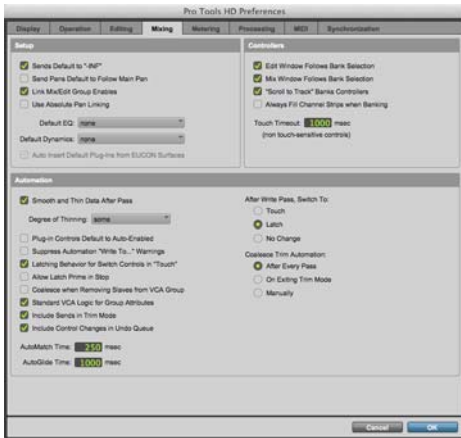 Pro Tools HD Preferences
Display Operation Editing Mixing Metering Processing MIDI Synchronization
Setup
Sends Default to "-INF"
Send Pans Default to Follow Main Pan
Link Mix/Edit Group Enables
Use Absolute Pan Linking
Default EQ: none
Default Dynamics: none
Auto Insert Default Plug-ins from EUCON Surfaces
Controllers
Edit Window Follows Bank Selection
Mix Window Follows Bank Selection
"Scroll to Track" Banks Controllers
Always Fill Channel Strips when Banking
Touch Timeout: 1000 msec
(non touch-sensitive controls)
Automation
Smooth and Thin Data After Pass
Degree of Thinning: some
Plug-in Controls Default to Auto-Enabled
Suppress Automation "Write To..." Warnings
Latching Behavior for Switch Controls in "Touch"
Allow Latch Prime in Stop
Coalesce when Removing Slaves from VCA Group
Standard VCA Logic for Group Attributes
Include Sends in Trim Mode
Include Control Changes in Undo Queue
AutoMatch Time: 250 msec
AutoGlide Time: 1000 msec
After Write Pass, Switch To:
Touch
Latch
No Change
Coalesce Trim Automation:
After Every Pass
On Exiting Trim Mode
Manually
Cancel OK